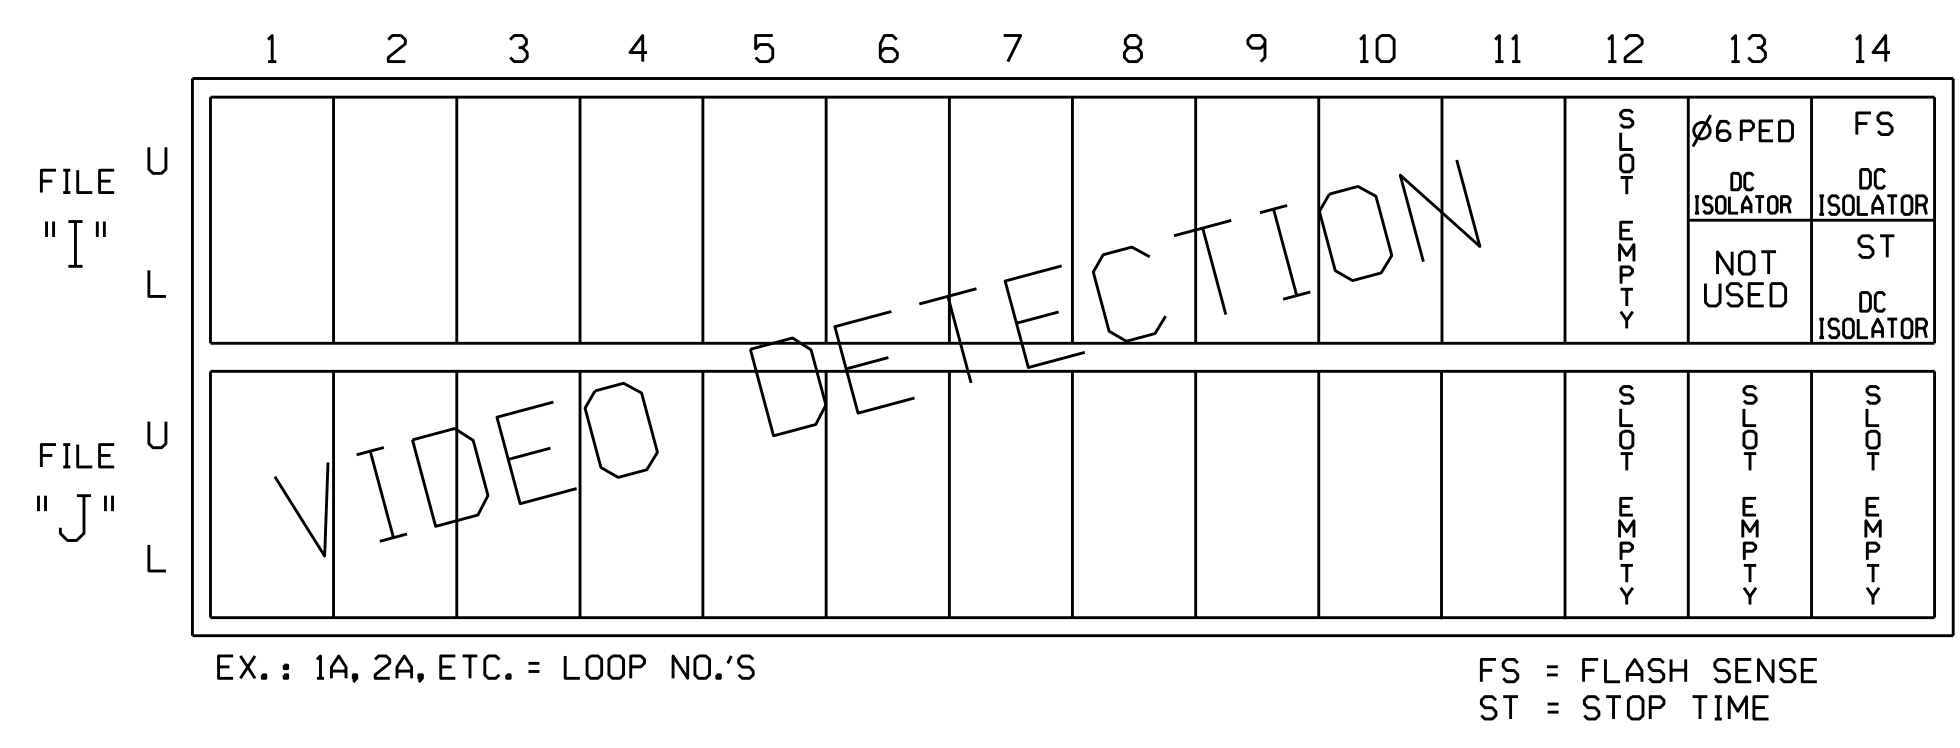 1 2 3 4 5 6 7 8 9 10 11 12 13 14
FILE
"I"
U
L
SLOT EMPTY
Ø6 PED
DC
ISOLATOR
NOT
USED
FS
DC
ISOLATOR
ST
DC
ISOLATOR
VIDEO DETECTION
FILE
"J"
U
L
SLOT EMPTY
SLOT EMPTY
SLOT EMPTY
EX.: 1A, 2A, ETC. = LOOP NO.'S
FS = FLASH SENSE
ST = STOP TIME